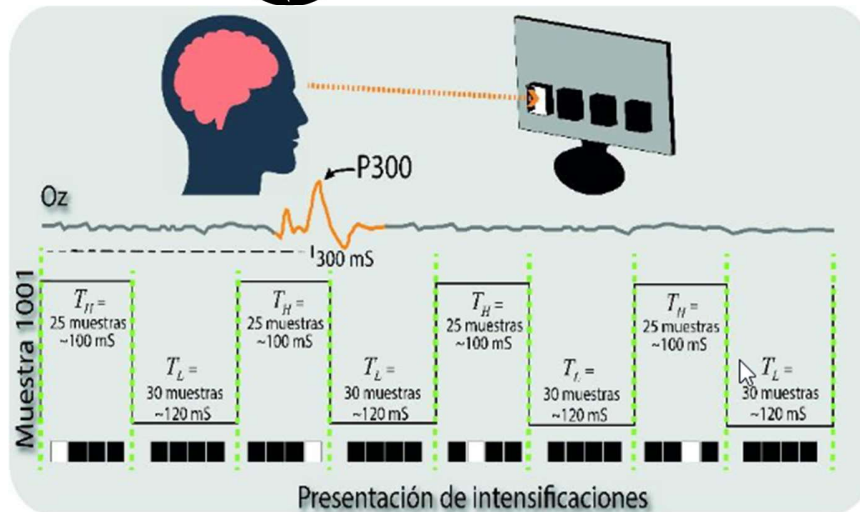 P300
Oz
300 mS
Muestra 1001
T_H =
25 muestras
~100 mS
T_L =
30 muestras
~120 mS
T_H =
25 muestras
~100 mS
T_L =
30 muestras
~120 mS
T_H =
25 muestras
~100 mS
T_L =
30 muestras
~120 mS
T_H =
25 muestras
~100 mS
T_L =
30 muestras
~120 mS
Presentación de intensificaciones